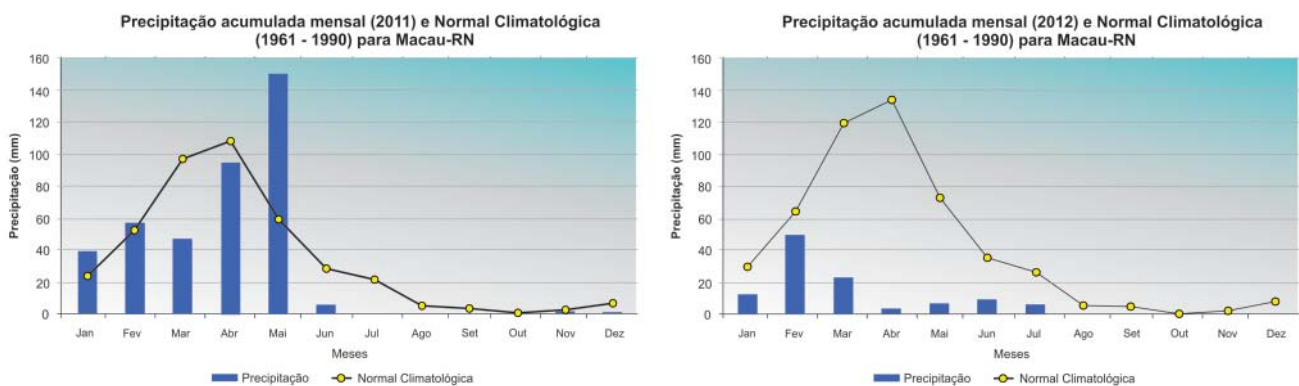 Precipitação acumulada mensal (2011) e Normal Climatológica
(1961 - 1990) para Macau-RN
160
140
120
100
80
60
40
20
0
Precipitação (mm)
Jan Fev Mar Abr Mai Jun Jul Ago Set Out Nov Dez
Meses
Precipitação Normal Climatológica
Precipitação acumulada mensal (2012) e Normal Climatológica
(1961 - 1990) para Macau-RN
160
140
120
100
80
60
40
20
0
Precipitação (mm)
Jan Fev Mar Abr Mai Jun Jul Ago Set Out Nov Dez
Meses
Precipitação Normal Climatológica